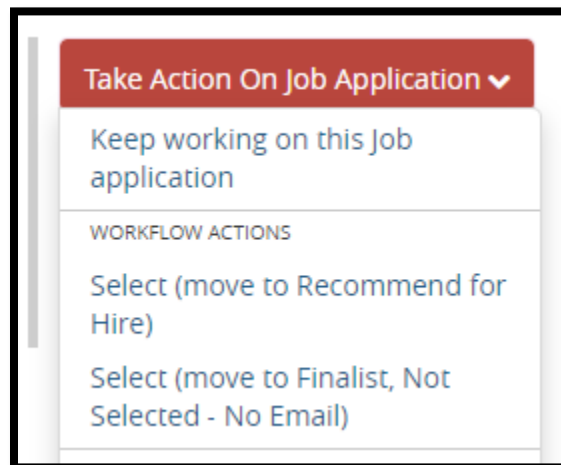 Take Action On Job Application
Keep working on this Job
application
WORKFLOW ACTIONS
Select (move to Recommend for
Hire)
Select (move to Finalist, Not
Selected - No Email)